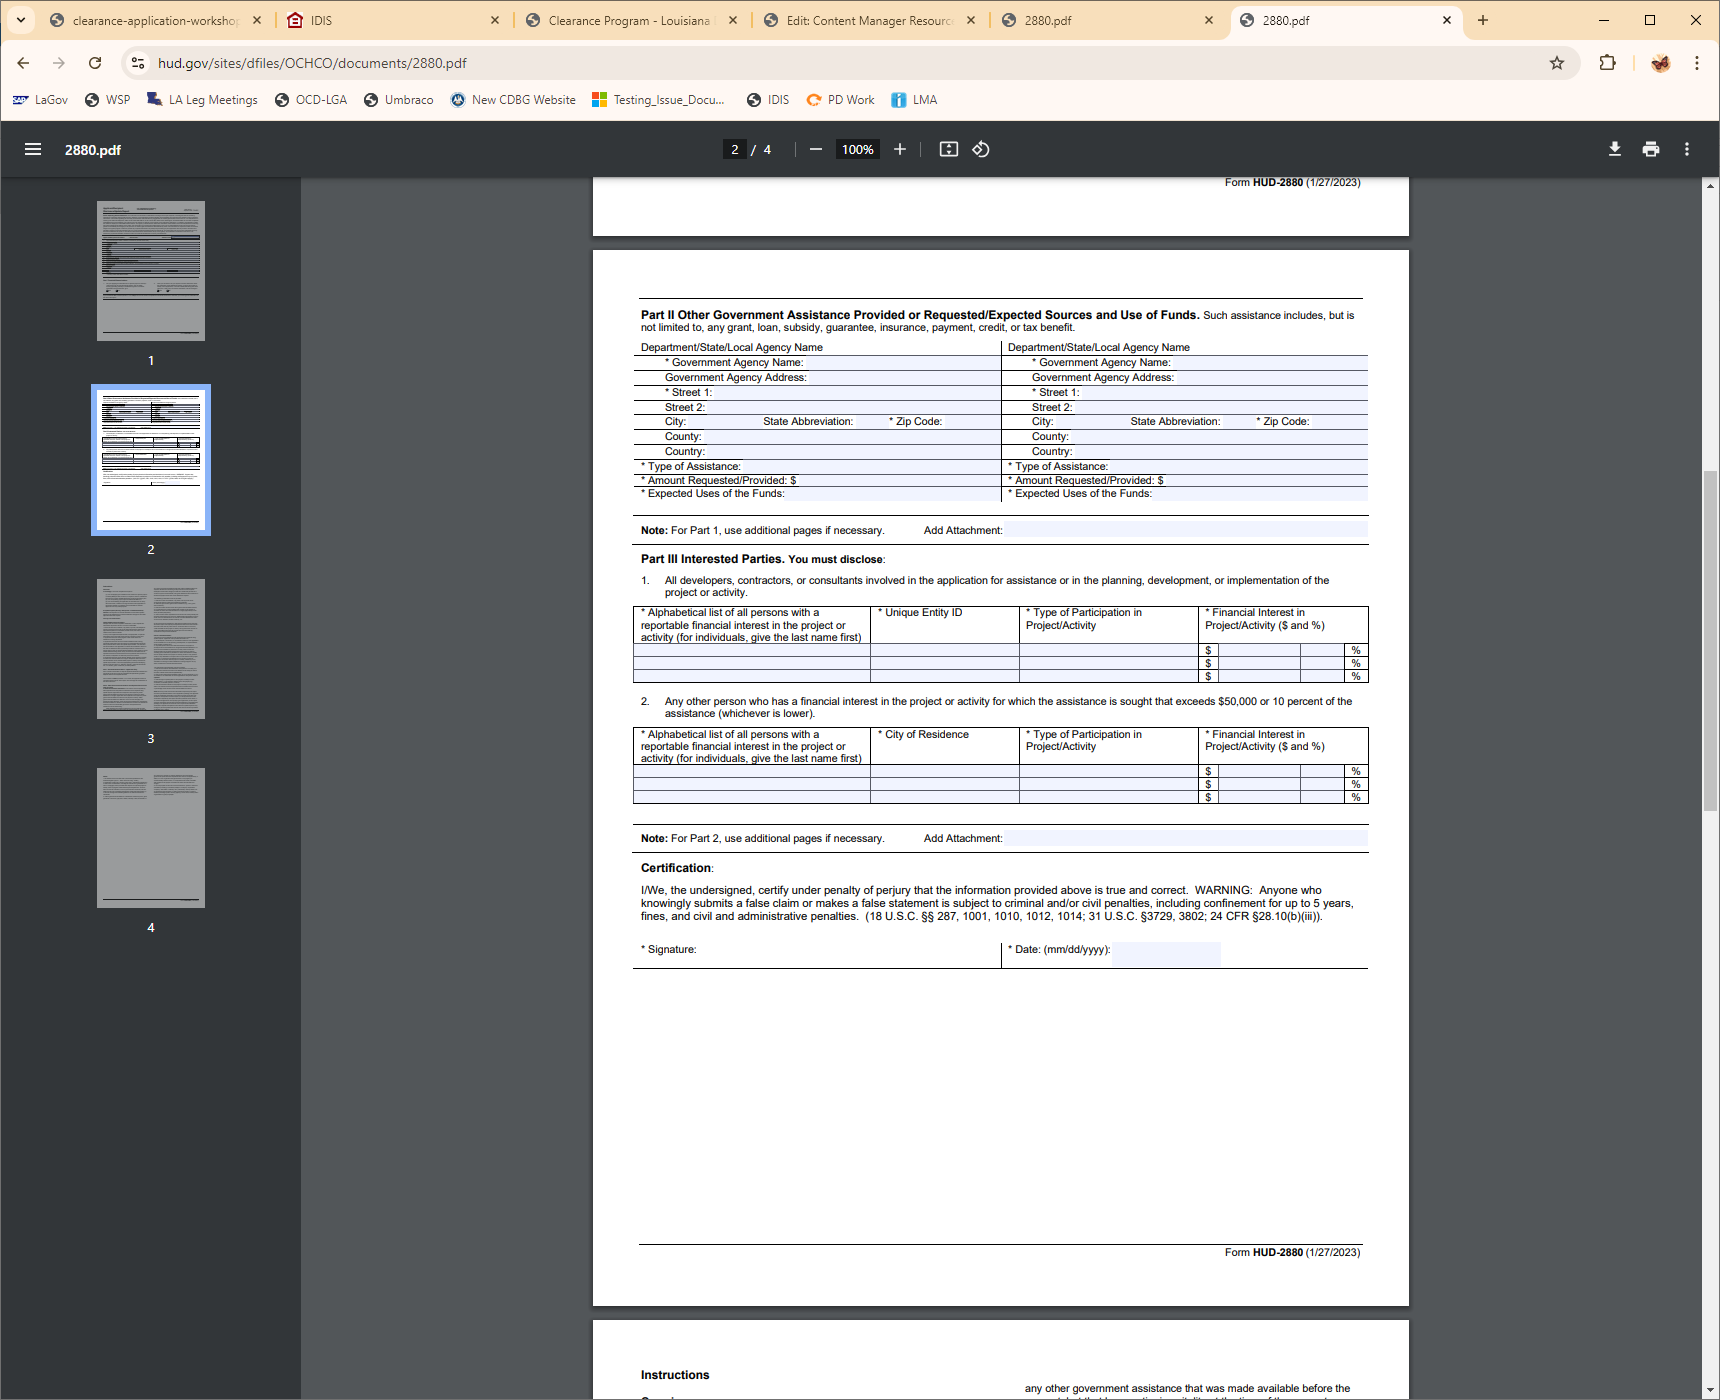 clearance-application-worksho
IDIS
Clearance Program - Louisiana
Edit: Content Manager Resourc
2880.pdf
2880.pdf
hud.gov/sites/dfiles/OCHCO/documents/2880.pdf
LaGov
WSP
LA Leg Meetings
OCD-LGA
Umbraco
New CDBG Website
Testing_Issue_Docu...
IDIS
PD Work
LMA
2880.pdf
2 / 4
100%
1
2
3
4
Form HUD-2880 (1/27/2023)
Part II Other Government Assistance Provided or Requested/Expected Sources and Use of Funds. Such assistance includes, but is
not limited to, any grant, loan, subsidy, guarantee, insurance, payment, credit, or tax benefit.
Department/State/Local Agency Name Department/State/Local Agency Name
* Government Agency Name: * Government Agency Name:
Government Agency Address: Government Agency Address:
* Street 1: * Street 1:
Street 2: Street 2:
City: State Abbreviation: * Zip Code: City: State Abbreviation: * Zip Code:
County: County:
Country: Country:
* Type of Assistance: * Type of Assistance:
* Amount Requested/Provided: $ * Amount Requested/Provided: $
* Expected Uses of the Funds: * Expected Uses of the Funds:
Note: For Part 1, use additional pages if necessary. Add Attachment:
Part III Interested Parties. You must disclose:
1. All developers, contractors, or consultants involved in the application for assistance or in the planning, development, or implementation of the
project or activity.
* Alphabetical list of all persons with a * Unique Entity ID * Type of Participation in * Financial Interest in
reportable financial interest in the project or Project/Activity Project/Activity ($ and %)
activity (for individuals, give the last name first)
$ %
$ %
$ %
2. Any other person who has a financial interest in the project or activity for which the assistance is sought that exceeds $50,000 or 10 percent of the
assistance (whichever is lower).
* Alphabetical list of all persons with a * City of Residence * Type of Participation in * Financial Interest in
reportable financial interest in the project or Project/Activity Project/Activity ($ and %)
activity (for individuals, give the last name first)
$ %
$ %
$ %
Note: For Part 2, use additional pages if necessary. Add Attachment:
Certification:
I/We, the undersigned, certify under penalty of perjury that the information provided above is true and correct. WARNING: Anyone who
knowingly submits a false claim or makes a false statement is subject to criminal and/or civil penalties, including confinement for up to 5 years,
fines, and civil and administrative penalties. (18 U.S.C. §§ 287, 1001, 1010, 1012, 1014; 31 U.S.C. §3729, 3802; 24 CFR §28.10(b)(iii)).
* Signature: * Date: (mm/dd/yyyy):
Form HUD-2880 (1/27/2023)
Instructions
any other government assistance that was made available before the